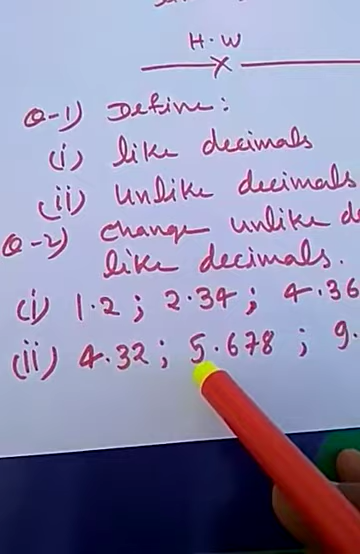 H.W
Q-1) Define:
(i) like decimals
(ii) Unlike decimals
Q-2) change unlike de
like decimals.
(i) 1.2 ; 2.34 ; 4.36
(ii) 4.32 ; 5.678 ; 9.